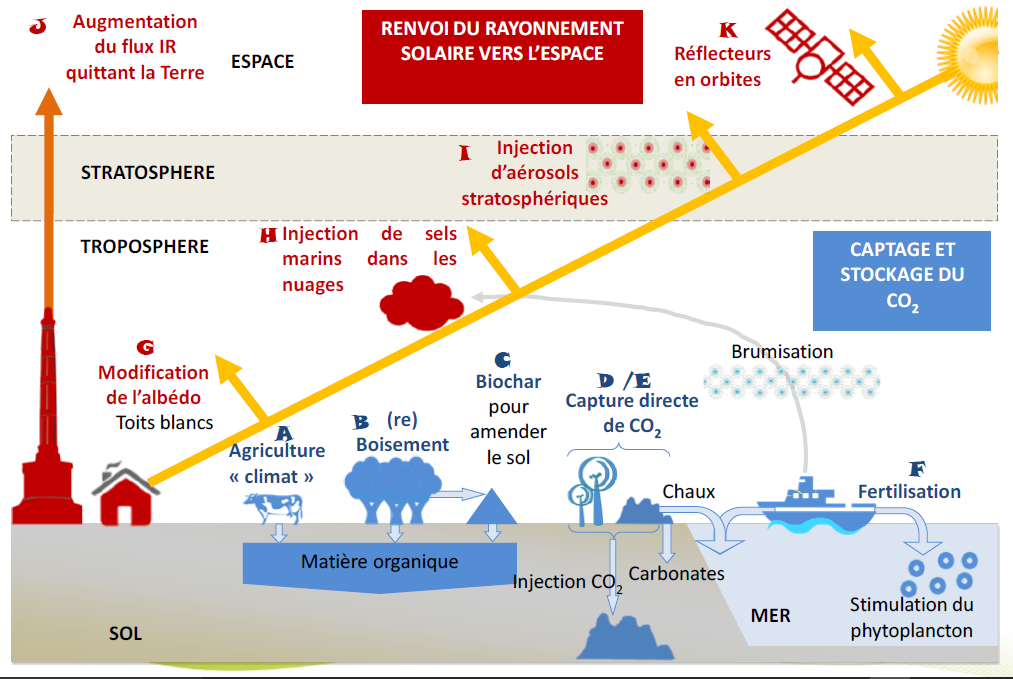 J
Augmentation
du flux IR
quittant la Terre
ESPACE
RENVOI DU RAYONNEMENT
SOLAIRE VERS L’ESPACE
K
Réflecteurs
en orbites
STRATOSPHERE
I Injection
d’aérosols
stratosphériques
TROPOSPHERE
H Injection de sels
marins dans les
nuages
CAPTAGE ET
STOCKAGE DU
CO₂
G
Modification
de l’albédo
Toits blancs
A
Agriculture
« climat »
B (re)
Boisement
C
Biochar
pour
amender
le sol
D /E
Capture directe
de CO₂
Brumisation
Chaux
F
Fertilisation
Matière organique
Injection CO₂
Carbonates
SOL
MER
Stimulation du
phytoplancton